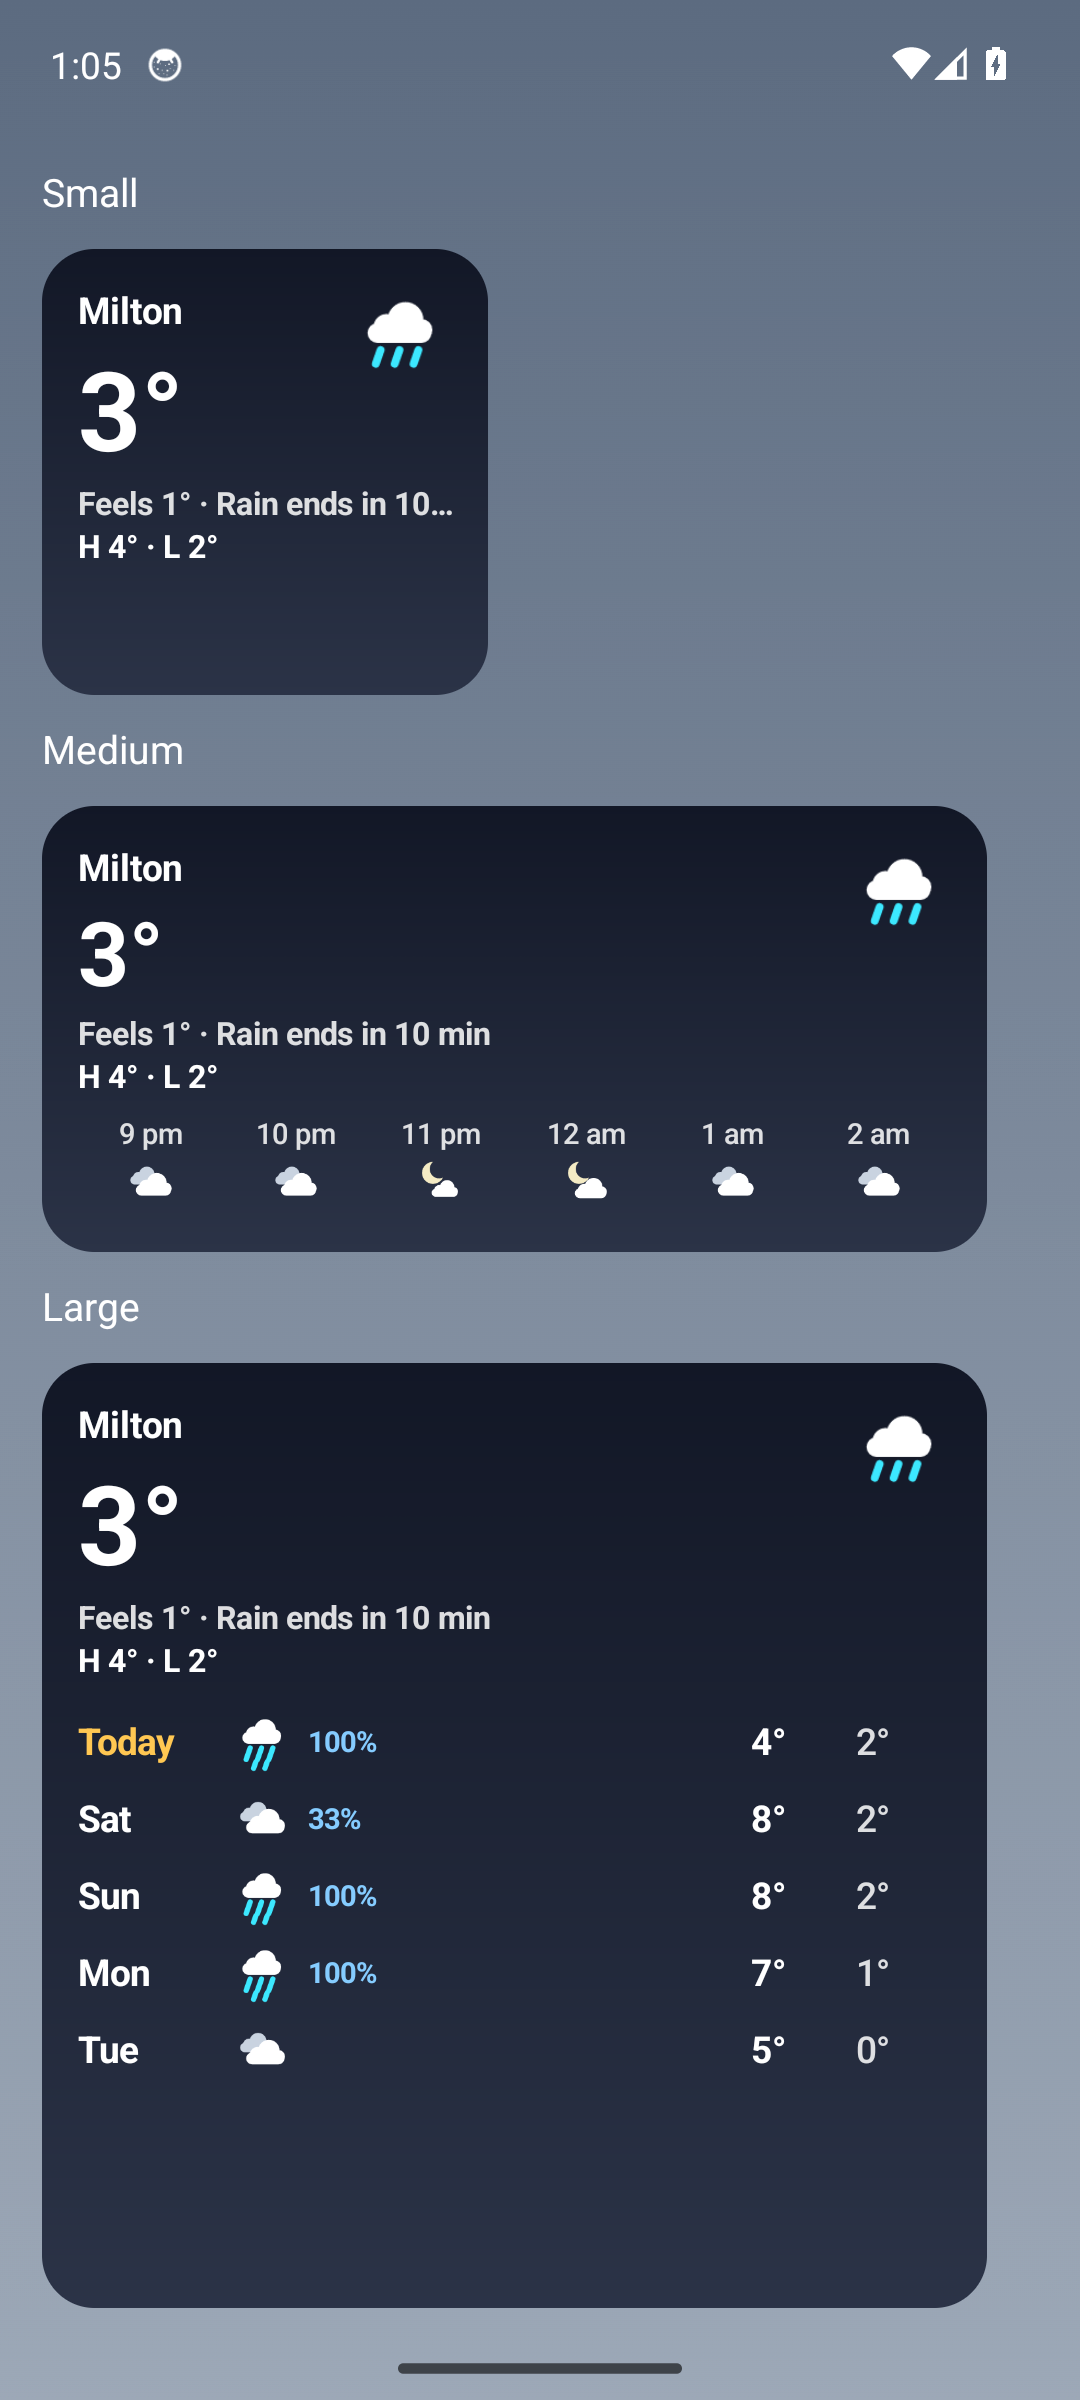 1:05
Small
Milton
3°
Feels 1° · Rain ends in 10…
H 4° · L 2°
Medium
Milton
3°
Feels 1° · Rain ends in 10 min
H 4° · L 2°
9 pm 10 pm 11 pm 12 am 1 am 2 am
Large
Milton
3°
Feels 1° · Rain ends in 10 min
H 4° · L 2°
Today 100% 4° 2°
Sat 33% 8° 2°
Sun 100% 8° 2°
Mon 100% 7° 1°
Tue 5° 0°